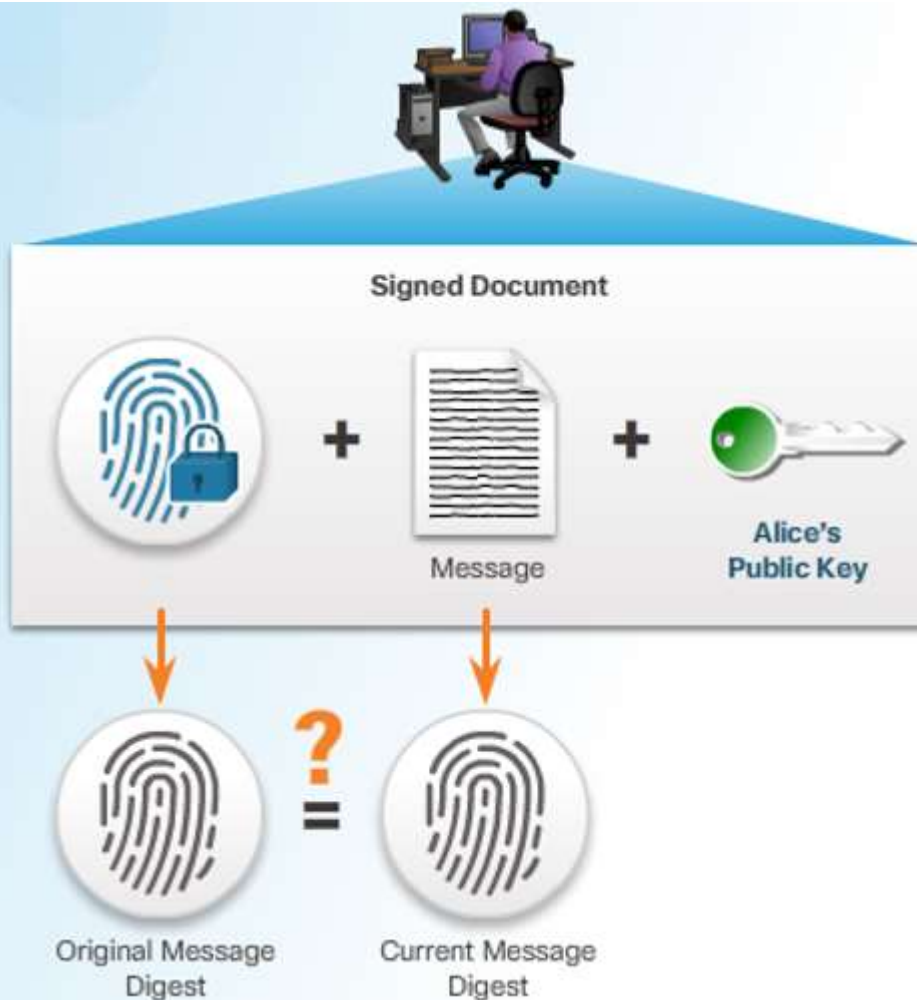 Signed Document
+
+
Message
Alice's
Public Key
?
=
Original Message
Digest
Current Message
Digest